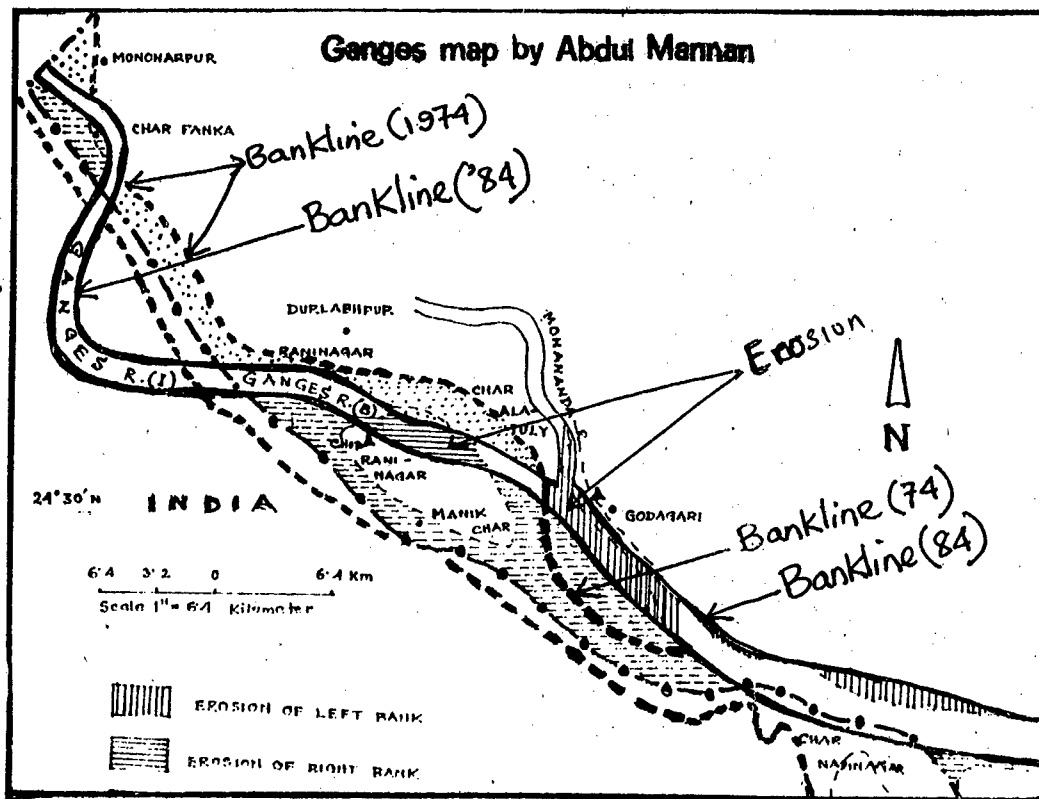 Ganges map by Abdul Mannan
MONOHARPUR
CHAR FANKA
Bankline (1974)
Bankline ('84)
GANGES R.(I)
DURLABHPUR
RANINAGAR
GANGES R.(B)
MOHANANDA
CHAR
ALA-
TULY
Erosion
CHAR
RANI-
NAGAR
N
24°30'N INDIA
MANIK
CHAR
GODAGARI
Bankline (74)
Bankline (84)
6.4 3.2 0 6.4 Km
Scale 1" = 6.4 Kilometer
EROSION OF LEFT BANK
EROSION OF RIGHT BANK
CHAR